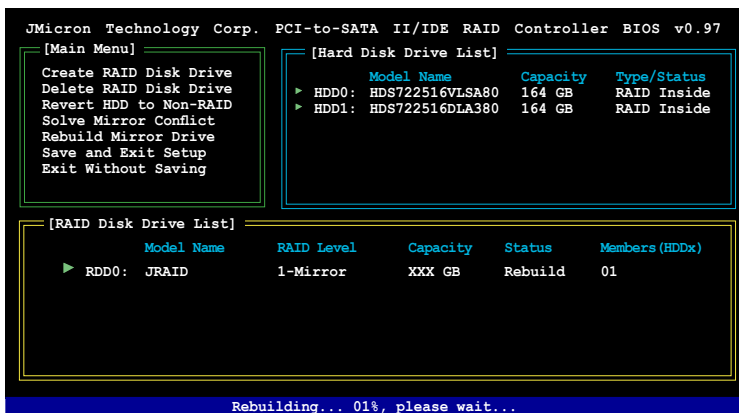 JMicron Technology Corp. PCI-to-SATA II/IDE RAID Controller BIOS v0.97
[Main Menu]
Create RAID Disk Drive
Delete RAID Disk Drive
Revert HDD to Non-RAID
Solve Mirror Conflict
Rebuild Mirror Drive
Save and Exit Setup
Exit Without Saving
[Hard Disk Drive List]
Model Name Capacity Type/Status
HDD0: HDS722516VLSA80 164 GB RAID Inside
HDD1: HDS722516DLA380 164 GB RAID Inside
[RAID Disk Drive List]
Model Name RAID Level Capacity Status Members(HDDx)
RDD0: JRAID 1-Mirror XXX GB Rebuild 01
Rebuilding... 01%, please wait...